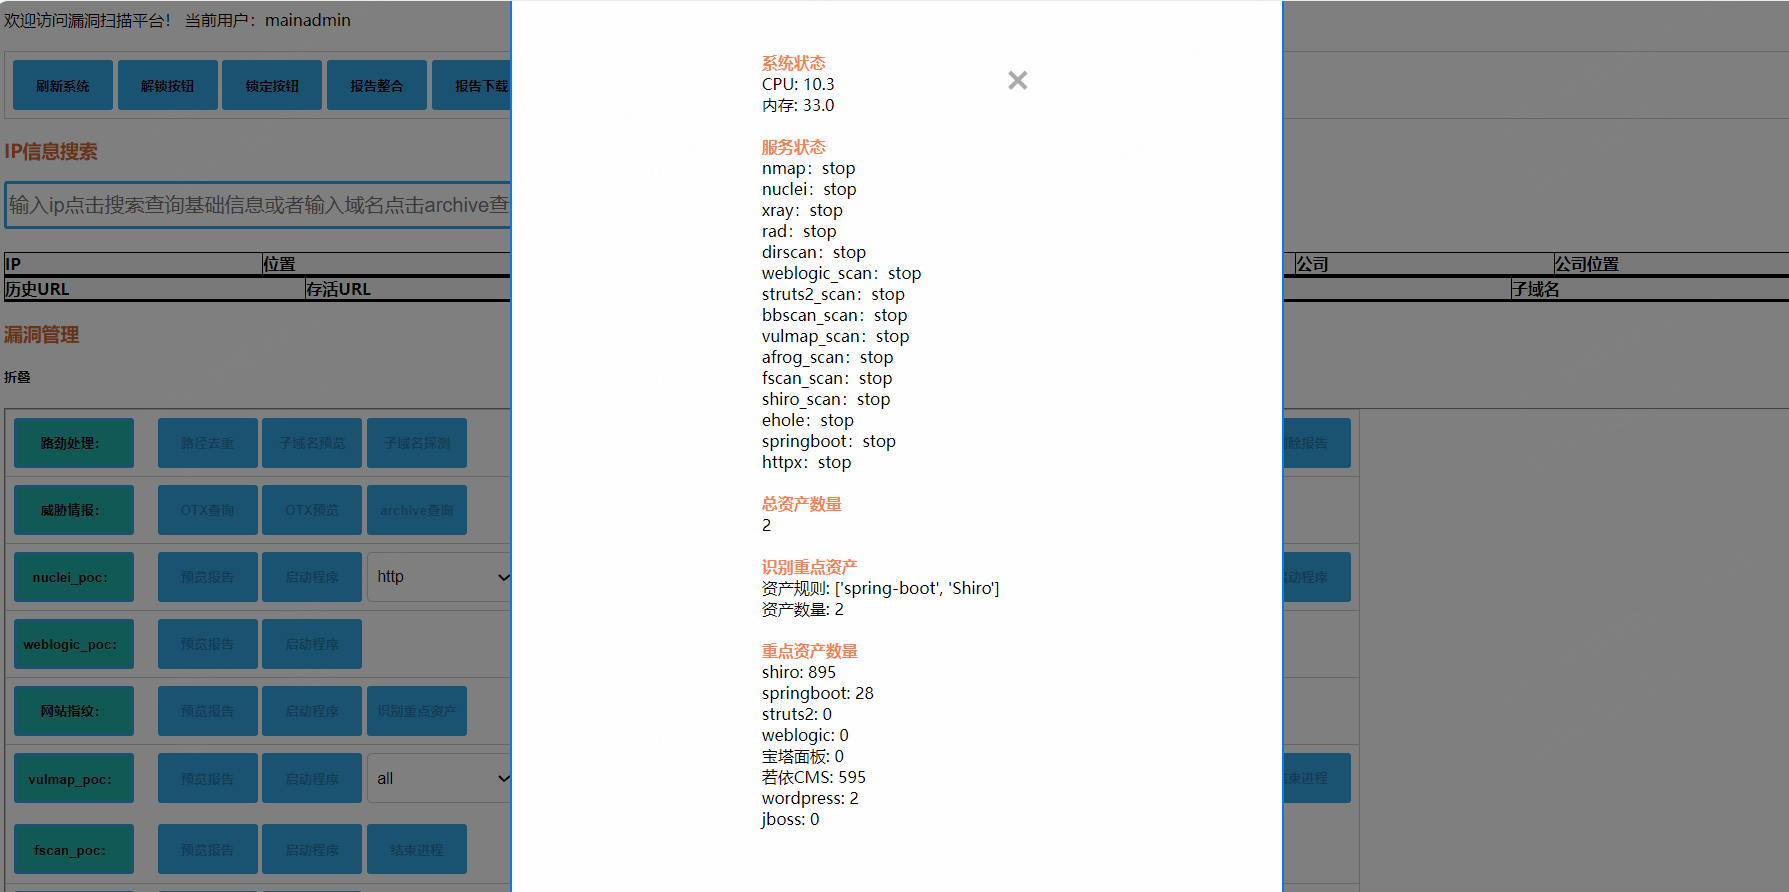 欢迎访问漏洞扫描平台！ 当前用户：mainadmin
刷新系统 解锁按钮 锁定按钮 报告整合 报告下载
IP信息搜索
输入ip点击搜索查询基础信息或者输入域名点击archive查
IP 位置 公司 公司位置
历史URL 存活URL 子域名
漏洞管理
折叠
路劲处理： 路径去重 子域名预览 子域名探测 除报告
威胁情报： OTX查询 OTX预览 archive查询
nuclei_poc: 预览报告 启动程序 http 动程序
weblogic_poc: 预览报告 启动程序
网站指纹： 预览报告 启动程序 识别重点资产
vulmap_poc: 预览报告 启动程序 all 束进程
fscan_poc: 预览报告 启动程序 结束进程
系统状态
CPU: 10.3
内存: 33.0
服务状态
nmap：stop
nuclei：stop
xray：stop
rad：stop
dirscan：stop
weblogic_scan：stop
struts2_scan：stop
bbscan_scan：stop
vulmap_scan：stop
afrog_scan：stop
fscan_scan：stop
shiro_scan：stop
ehole：stop
springboot：stop
httpx：stop
总资产数量
2
识别重点资产
资产规则: ['spring-boot', 'Shiro']
资产数量: 2
重点资产数量
shiro: 895
springboot: 28
struts2: 0
weblogic: 0
宝塔面板: 0
若依CMS: 595
wordpress: 2
jboss: 0